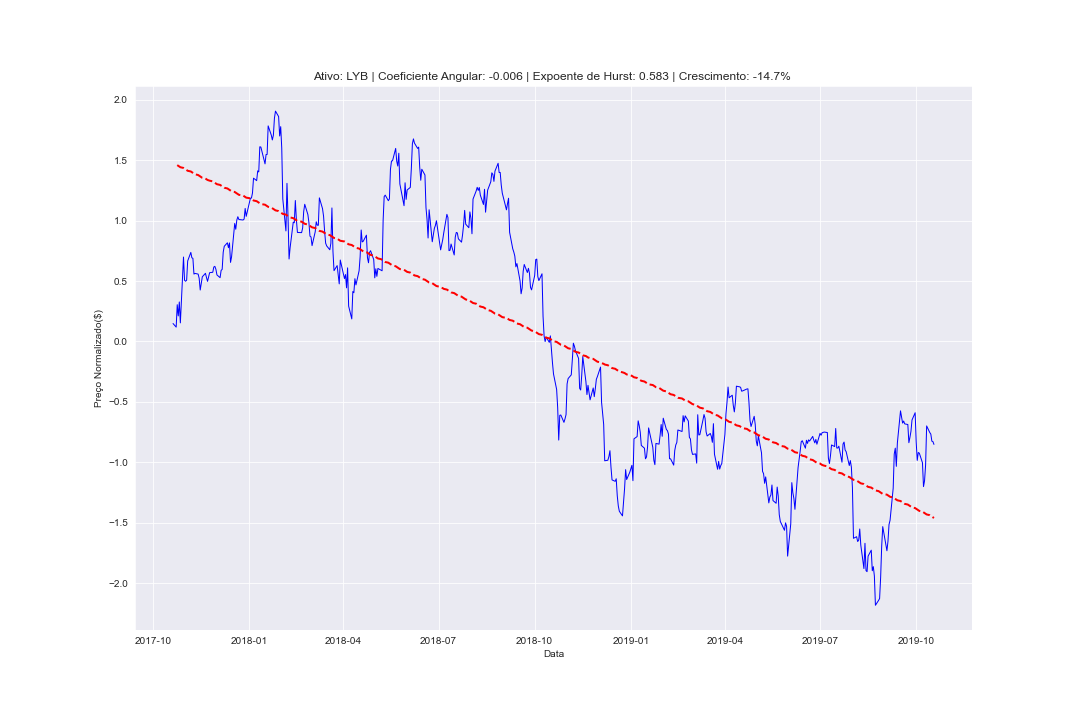 Ativo: LYB | Coeficiente Angular: -0.006 | Expoente de Hurst: 0.583 | Crescimento: -14.7%
2.0
1.5
1.0
0.5
0.0
−0.5
−1.0
−1.5
−2.0
Preço Normalizado($)
2017-10 2018-01 2018-04 2018-07 2018-10 2019-01 2019-04 2019-07 2019-10
Data